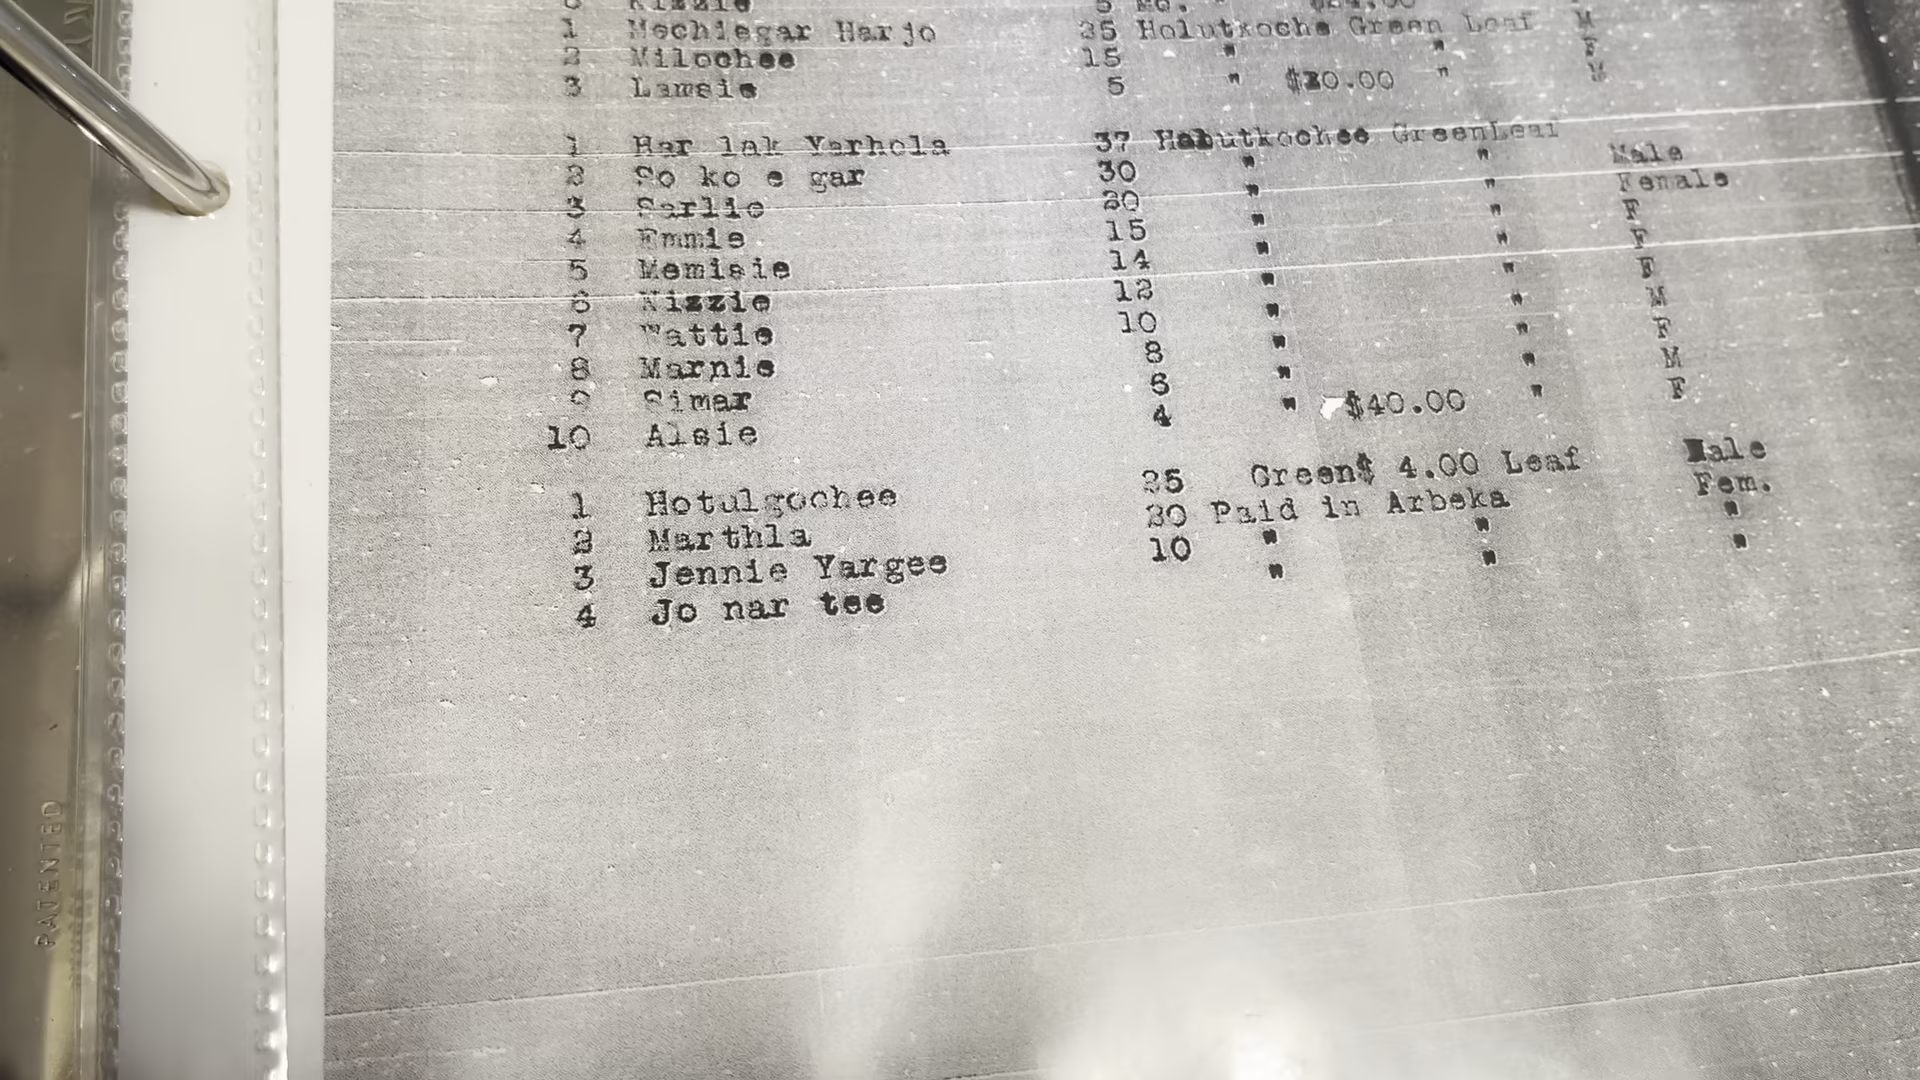 Kizzie 5
1 Mechiegar Harjo 35 Holutkoche Green Leaf M
2 Milochee 15 " " F
3 Lamsie 5 " $20.00 " M
1 Har lak Yarhola 37 Habutkochee GreenLeaf
2 So ko e gar 30 " " Male
3 Sarlie 20 " " Female
4 Emmie 15 " " F
5 Memisie 14 " " F
6 Kizzie 12 " " F
7 Wattie 10 " " M
8 Marnie 8 " " F
9 Simar 6 " " M
10 Alsie 4 " $40.00 " F
1 Hotulgochee 25 Green$ 4.00 Leaf Male
2 Marthla 20 Paid in Arbeka Fem.
3 Jennie Yargee 10 " " "
4 Jo nar tee " " "
PATENTED